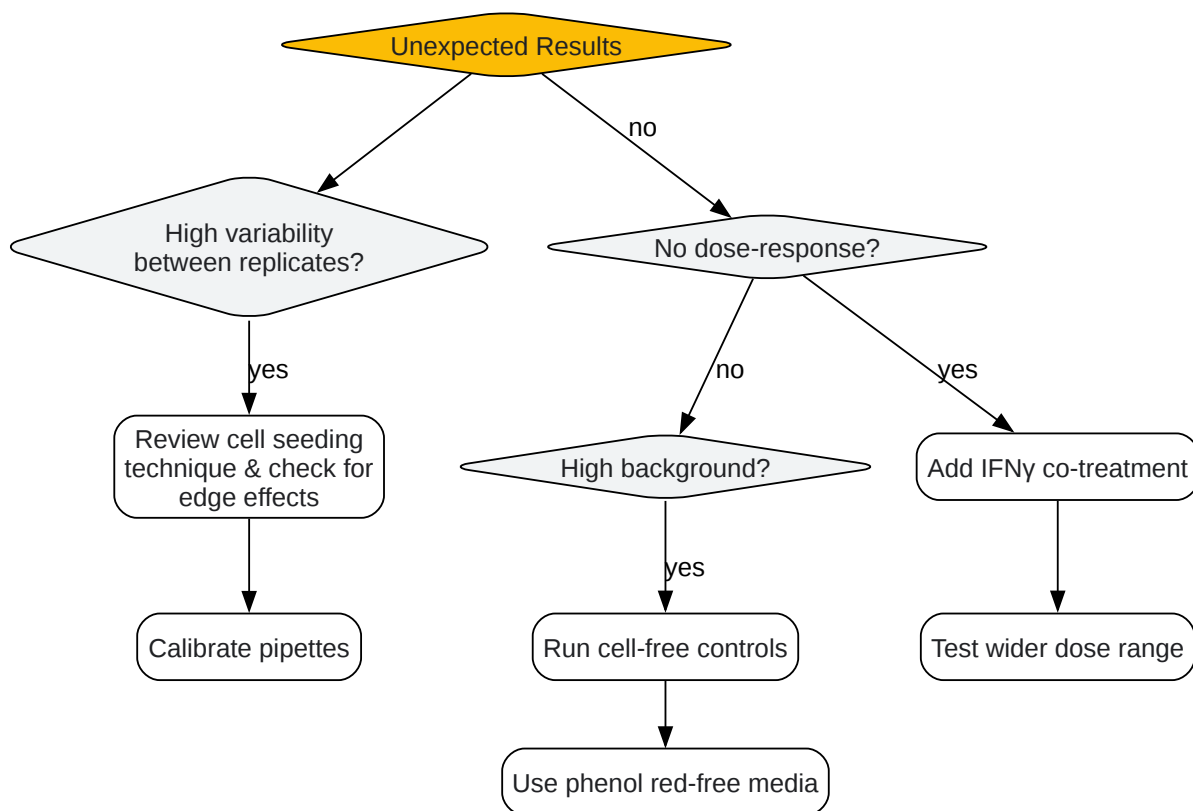 Unexpected Results
no
High variability
between replicates?
No dose-response?
yes
no
yes
Review cell seeding
technique & check for
edge effects
High background?
Add IFNγ co-treatment
yes
Calibrate pipettes
Run cell-free controls
Test wider dose range
Use phenol red-free media